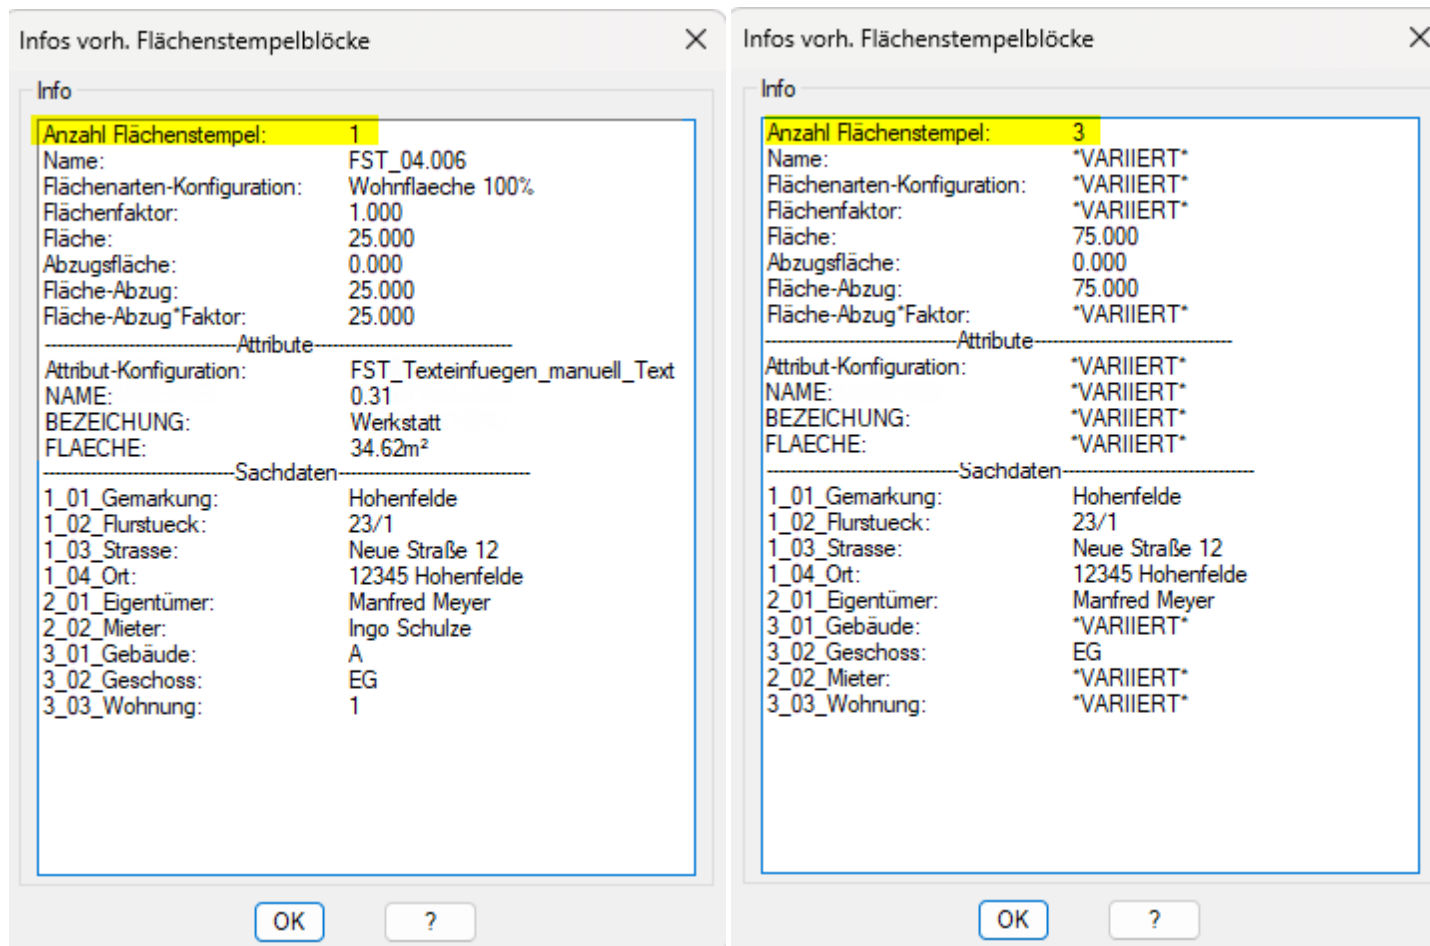 Infos vorh. Flächenstempelblöcke
Info
Anzahl Flächenstempel: 1
Name: FST_04.006
Flächenarten-Konfiguration: Wohnflaeche 100%
Flächenfaktor: 1.000
Fläche: 25.000
Abzugsfläche: 0.000
Fläche-Abzug: 25.000
Fläche-Abzug*Faktor: 25.000
--------------------------------Attribute---------------------------------
Attribut-Konfiguration: FST_Texteinfuegen_manuell_Text
NAME: 0.31
BEZEICHUNG: Werkstatt
FLAECHE: 34.62m²
--------------------------------Sachdaten--------------------------------
1_01_Gemarkung: Hohenfelde
1_02_Flurstueck: 23/1
1_03_Strasse: Neue Straße 12
1_04_Ort: 12345 Hohenfelde
2_01_Eigentümer: Manfred Meyer
2_02_Mieter: Ingo Schulze
3_01_Gebäude: A
3_02_Geschoss: EG
3_03_Wohnung: 1
OK ?
Infos vorh. Flächenstempelblöcke
Info
Anzahl Flächenstempel: 3
Name: *VARIIERT*
Flächenarten-Konfiguration: *VARIIERT*
Flächenfaktor: *VARIIERT*
Fläche: 75.000
Abzugsfläche: 0.000
Fläche-Abzug: 75.000
Fläche-Abzug*Faktor: *VARIIERT*
--------------------------------Attribute---------------------------------
Attribut-Konfiguration: *VARIIERT*
NAME: *VARIIERT*
BEZEICHUNG: *VARIIERT*
FLAECHE: *VARIIERT*
--------------------------------Sachdaten--------------------------------
1_01_Gemarkung: Hohenfelde
1_02_Flurstueck: 23/1
1_03_Strasse: Neue Straße 12
1_04_Ort: 12345 Hohenfelde
2_01_Eigentümer: Manfred Meyer
3_01_Gebäude: *VARIIERT*
3_02_Geschoss: EG
2_02_Mieter: *VARIIERT*
3_03_Wohnung: *VARIIERT*
OK ?